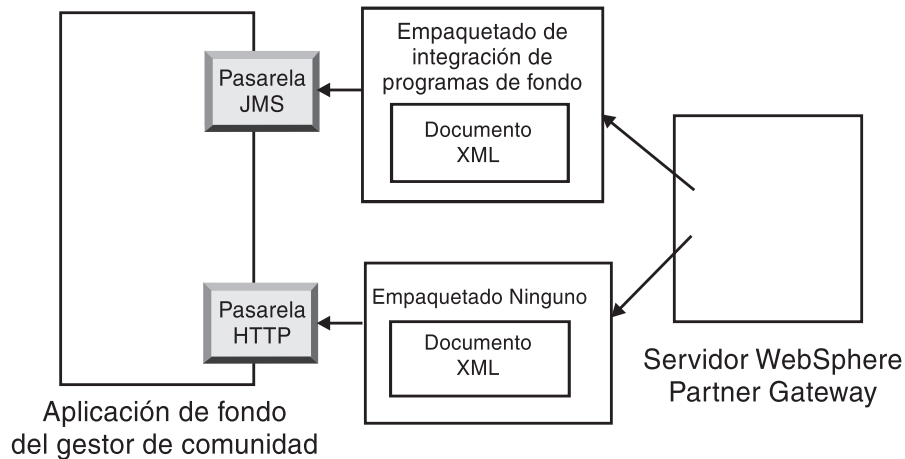 Pasarela
JMS
Empaquetado de
integración de
programas de fondo
Documento
XML
Pasarela
HTTP
Empaquetado Ninguno
Documento
XML
Servidor WebSphere
Partner Gateway
Aplicación de fondo
del gestor de comunidad